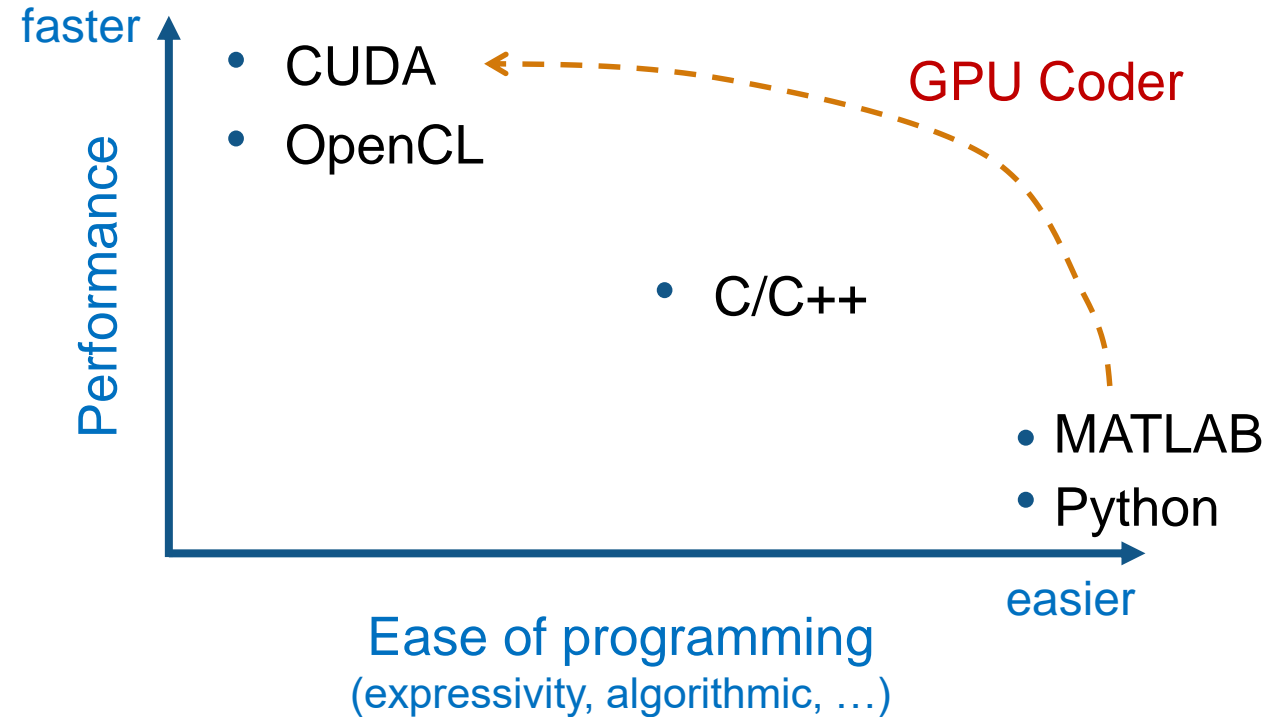 faster
CUDA
GPU Coder
OpenCL
Performance
C/C++
MATLAB
Python
easier
Ease of programming
(expressivity, algorithmic, …)